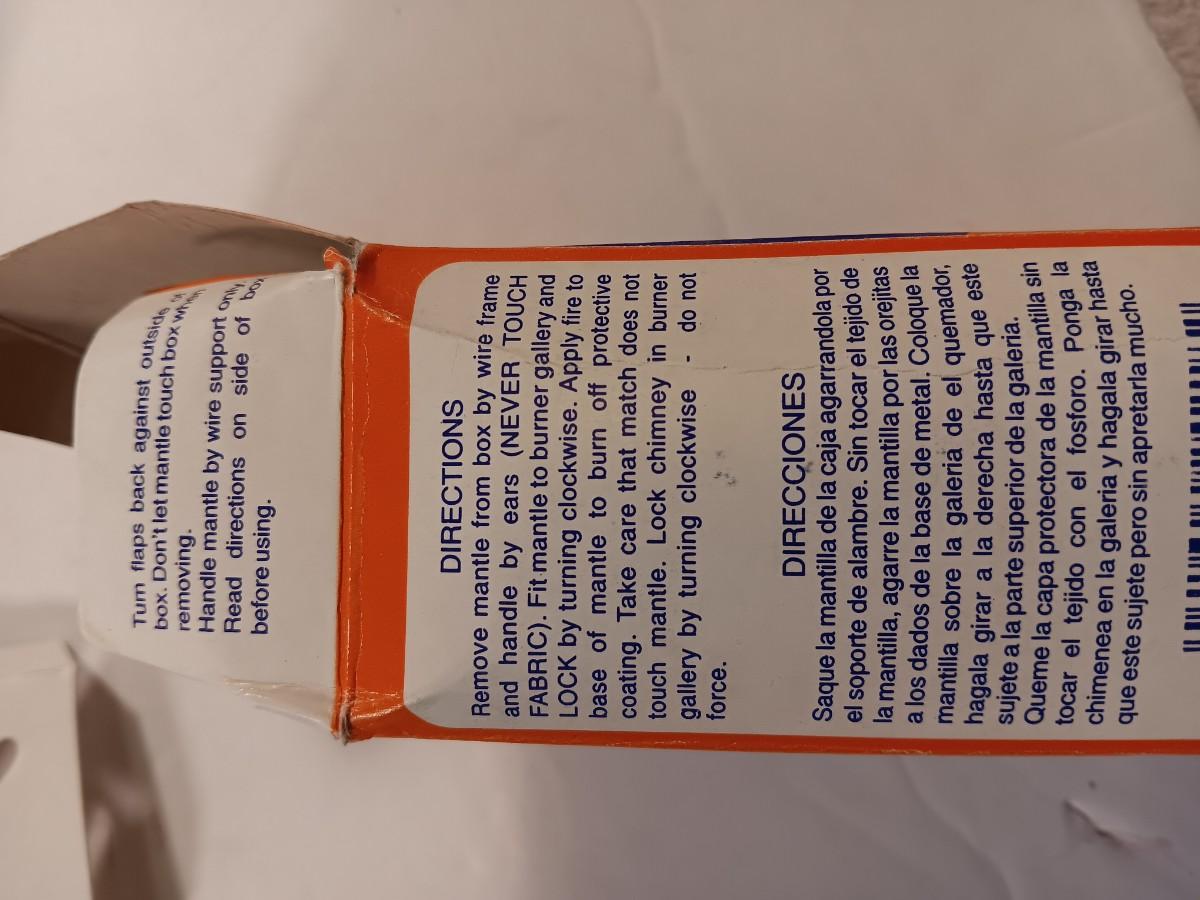 Turn flaps back against outside of
box. Don't let mantle touch box when
removing.
Handle mantle by wire support only.
Read directions on side of box
before using.
DIRECTIONS
Remove mantle from box by wire frame
and handle by ears (NEVER TOUCH
FABRIC). Fit mantle to burner gallery and
LOCK by turning clockwise. Apply fire to
base of mantle to burn off protective
coating. Take care that match does not
touch mantle. Lock chimney in burner
gallery by turning clockwise - do not
force.
DIRECCIONES
Saque la mantilla de la caja agarrandola por
el soporte de alambre. Sin tocar el tejido de
la mantilla, agarre la mantilla por las orejitas
a los dados de la base de metal. Coloque la
mantilla sobre la galeria de el quemador,
hagala girar a la derecha hasta que este
sujete a la parte superior de la galeria.
Queme la capa protectora de la mantilla sin
tocar el tejido con el fosforo. Ponga la
chimenea en la galeria y hagala girar hasta
que este sujete pero sin apretarla mucho.